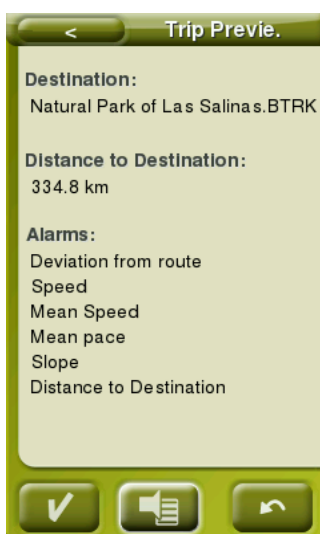 < Trip Previe.
Destination:
Natural Park of Las Salinas.BTRK
Distance to Destination:
334.8 km
Alarms:
Deviation from route
Speed
Mean Speed
Mean pace
Slope
Distance to Destination